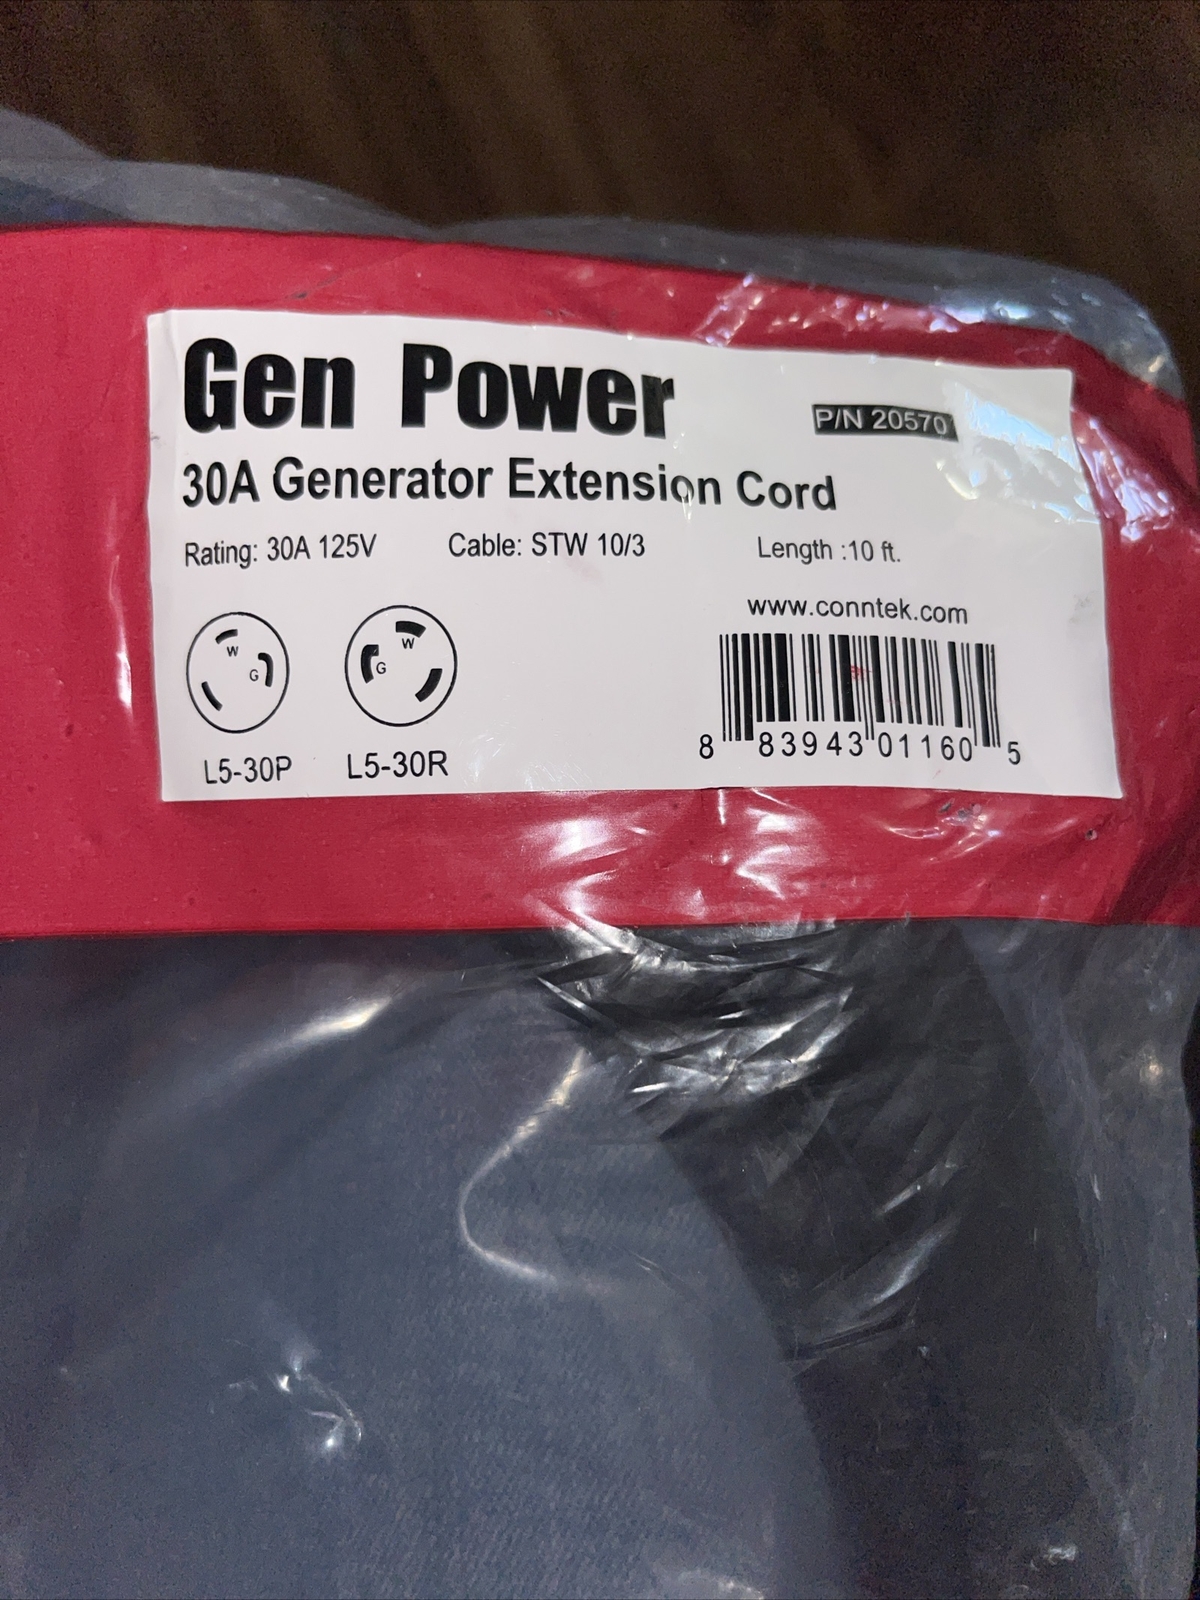 Gen Power
P/N 20570
30A Generator Extension Cord
Rating: 30A 125V Cable: STW 10/3 Length :10 ft.
www.conntek.com
W
G
W
G
L5-30P L5-30R
8 83943 01160 5